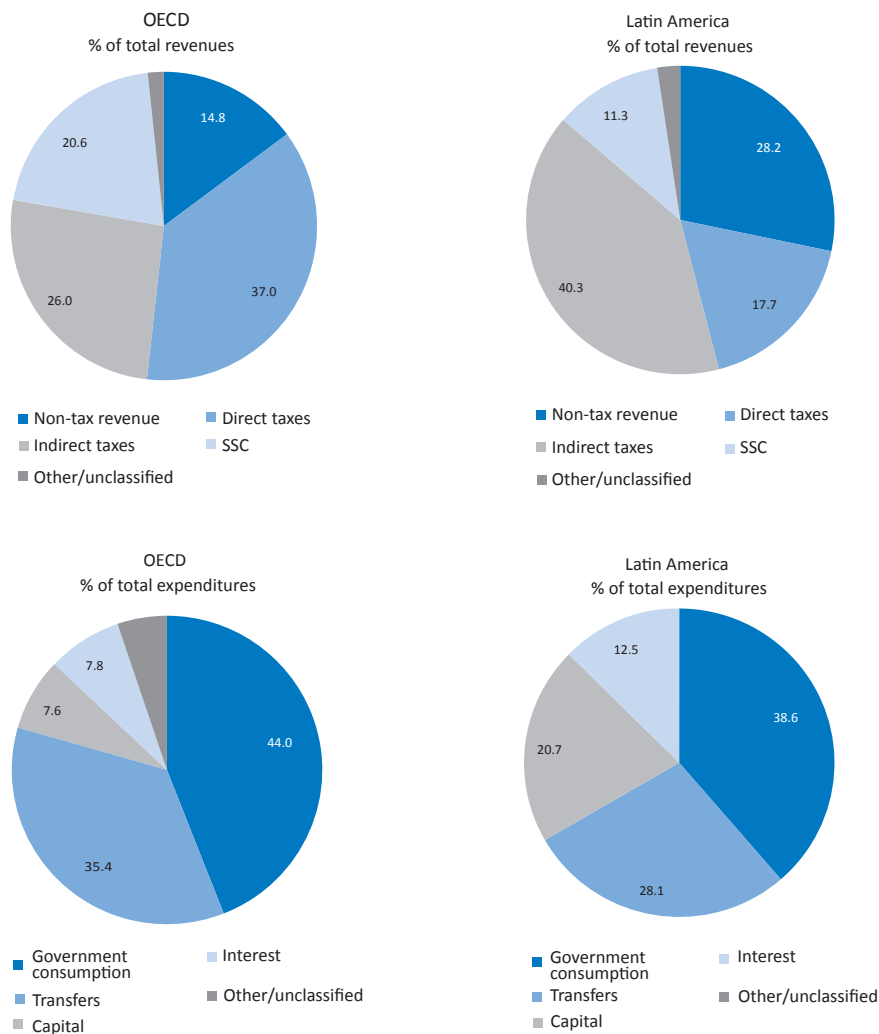 OECD
% of total revenues
14.8
37.0
26.0
20.6
Non-tax revenue
Direct taxes
Indirect taxes
SSC
Other/unclassified
Latin America
% of total revenues
28.2
17.7
40.3
11.3
Non-tax revenue
Direct taxes
Indirect taxes
SSC
Other/unclassified
OECD
% of total expenditures
44.0
35.4
7.6
7.8
Government
consumption
Interest
Transfers
Other/unclassified
Capital
Latin America
% of total expenditures
38.6
28.1
20.7
12.5
Government
consumption
Interest
Transfers
Other/unclassified
Capital